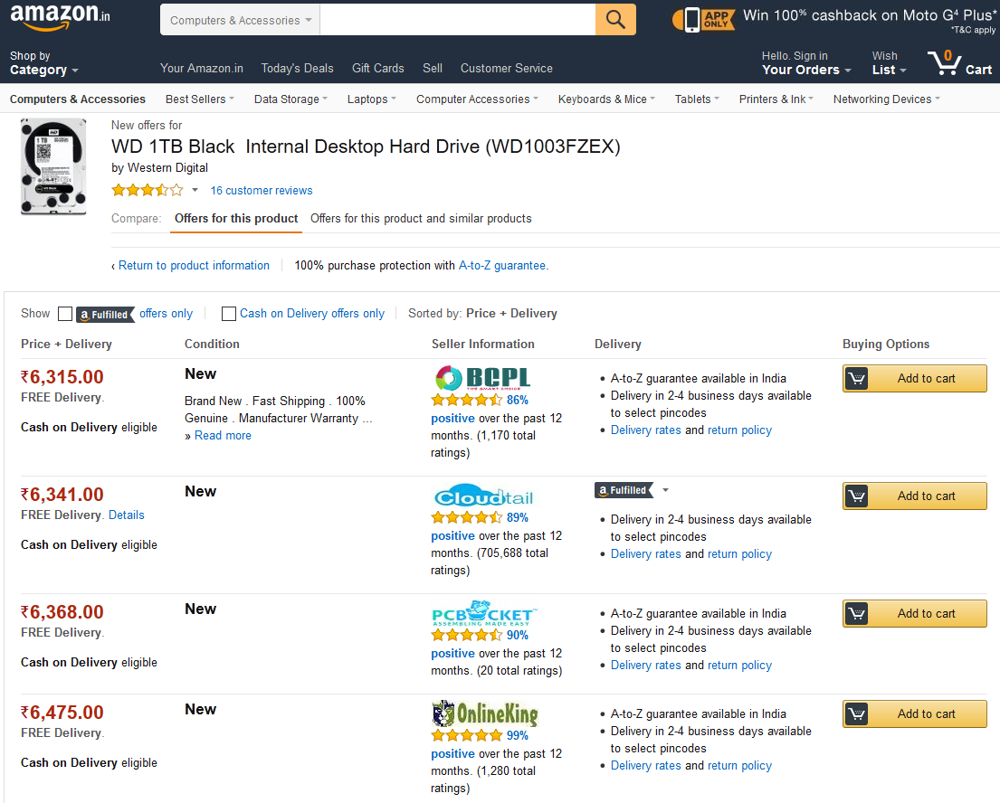 amazon.in
Computers & Accessories
APP ONLY
Win 100% cashback on Moto G⁴ Plus*
*T&C apply
Shop by
Category
Your Amazon.in Today's Deals Gift Cards Sell Customer Service
Hello. Sign in
Your Orders
Wish
List
0
Cart
Computers & Accessories Best Sellers Data Storage Laptops Computer Accessories Keyboards & Mice Tablets Printers & Ink Networking Devices
New offers for
WD 1TB Black Internal Desktop Hard Drive (WD1003FZEX)
by Western Digital
16 customer reviews
Compare: Offers for this product Offers for this product and similar products
‹ Return to product information 100% purchase protection with A-to-Z guarantee.
Show a Fulfilled offers only Cash on Delivery offers only Sorted by: Price + Delivery
Price + Delivery Condition Seller Information Delivery Buying Options
₹6,315.00
FREE Delivery.
Cash on Delivery eligible
New
Brand New . Fast Shipping . 100%
Genuine . Manufacturer Warranty ...
» Read more
BCPL
THE SMART CHOICE
86%
positive over the past 12
months. (1,170 total
ratings)
• A-to-Z guarantee available in India
• Delivery in 2-4 business days available
to select pincodes
• Delivery rates and return policy
Add to cart
₹6,341.00
FREE Delivery. Details
Cash on Delivery eligible
New
Cloudtail
89%
positive over the past 12
months. (705,688 total
ratings)
a Fulfilled
• Delivery in 2-4 business days available
to select pincodes
• Delivery rates and return policy
Add to cart
₹6,368.00
FREE Delivery.
Cash on Delivery eligible
New
PCBUCKET
ASSEMBLING MADE EASY
90%
positive over the past 12
months. (20 total ratings)
• A-to-Z guarantee available in India
• Delivery in 2-4 business days available
to select pincodes
• Delivery rates and return policy
Add to cart
₹6,475.00
FREE Delivery.
Cash on Delivery eligible
New
OnlineKing
99%
positive over the past 12
months. (1,280 total
ratings)
• A-to-Z guarantee available in India
• Delivery in 2-4 business days available
to select pincodes
• Delivery rates and return policy
Add to cart